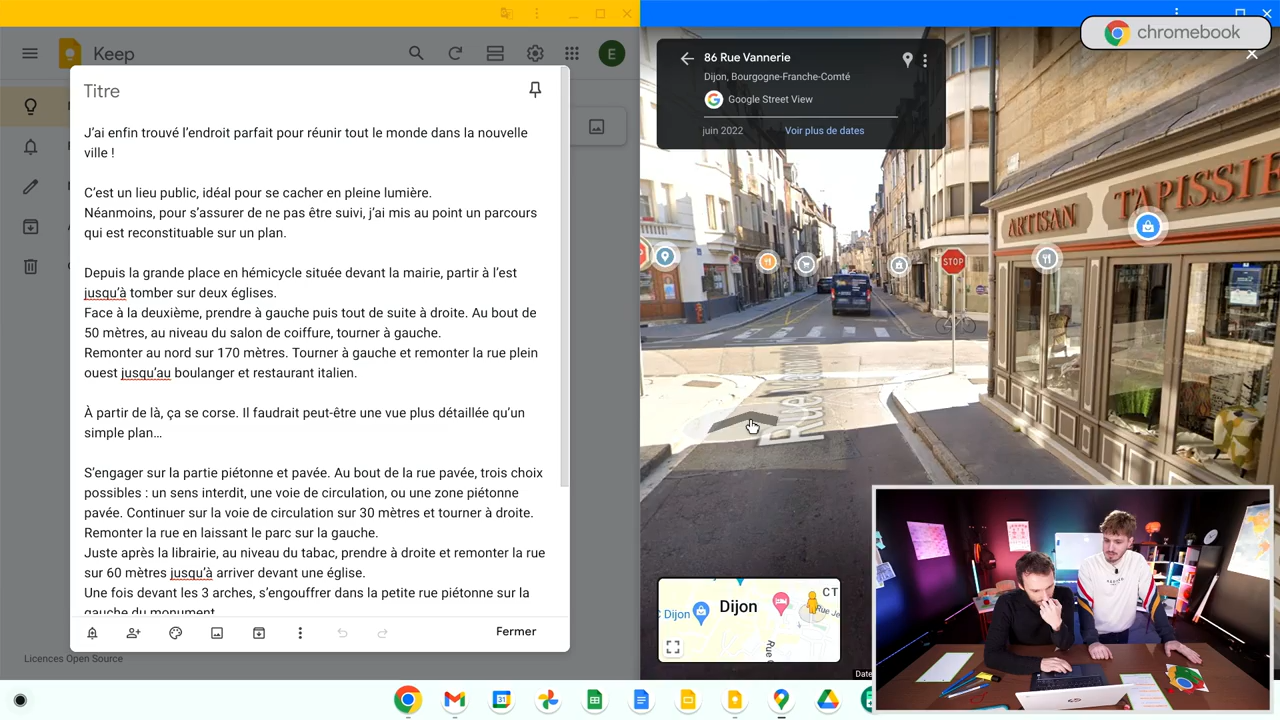 Keep
Titre
J'ai enfin trouvé l'endroit parfait pour réunir tout le monde dans la nouvelle
ville !
C'est un lieu public, idéal pour se cacher en pleine lumière.
Néanmoins, pour s'assurer de ne pas être suivi, j'ai mis au point un parcours
qui est reconstituable sur un plan.
Depuis la grande place en hémicycle située devant la mairie, partir à l'est
jusqu'à tomber sur deux églises.
Face à la deuxième, prendre à gauche puis tout de suite à droite. Au bout de
50 mètres, au niveau du salon de coiffure, tourner à gauche.
Remonter au nord sur 170 mètres. Tourner à gauche et remonter la rue plein
ouest jusqu'au boulanger et restaurant italien.
À partir de là, ça se corse. Il faudrait peut-être une vue plus détaillée qu'un
simple plan…
S'engager sur la partie piétonne et pavée. Au bout de la rue pavée, trois choix
possibles : un sens interdit, une voie de circulation, ou une zone piétonne
pavée. Continuer sur la voie de circulation sur 30 mètres et tourner à droite.
Remonter la rue en laissant le parc sur la gauche.
Juste après la librairie, au niveau du tabac, prendre à droite et remonter la rue
sur 60 mètres jusqu'à arriver devant une église.
Une fois devant les 3 arches, s'engouffrer dans la petite rue piétonne sur la
gauche du monument
Fermer
Licences Open Source
E
31
chromebook
86 Rue Vannerie
Dijon, Bourgogne-Franche-Comté
Google Street View
juin 2022
Voir plus de dates
ARTISAN
TAPISSIE
STOP
Rue Vannerie
Dijon
Dijon
CT
Rue Je
Rue
Date